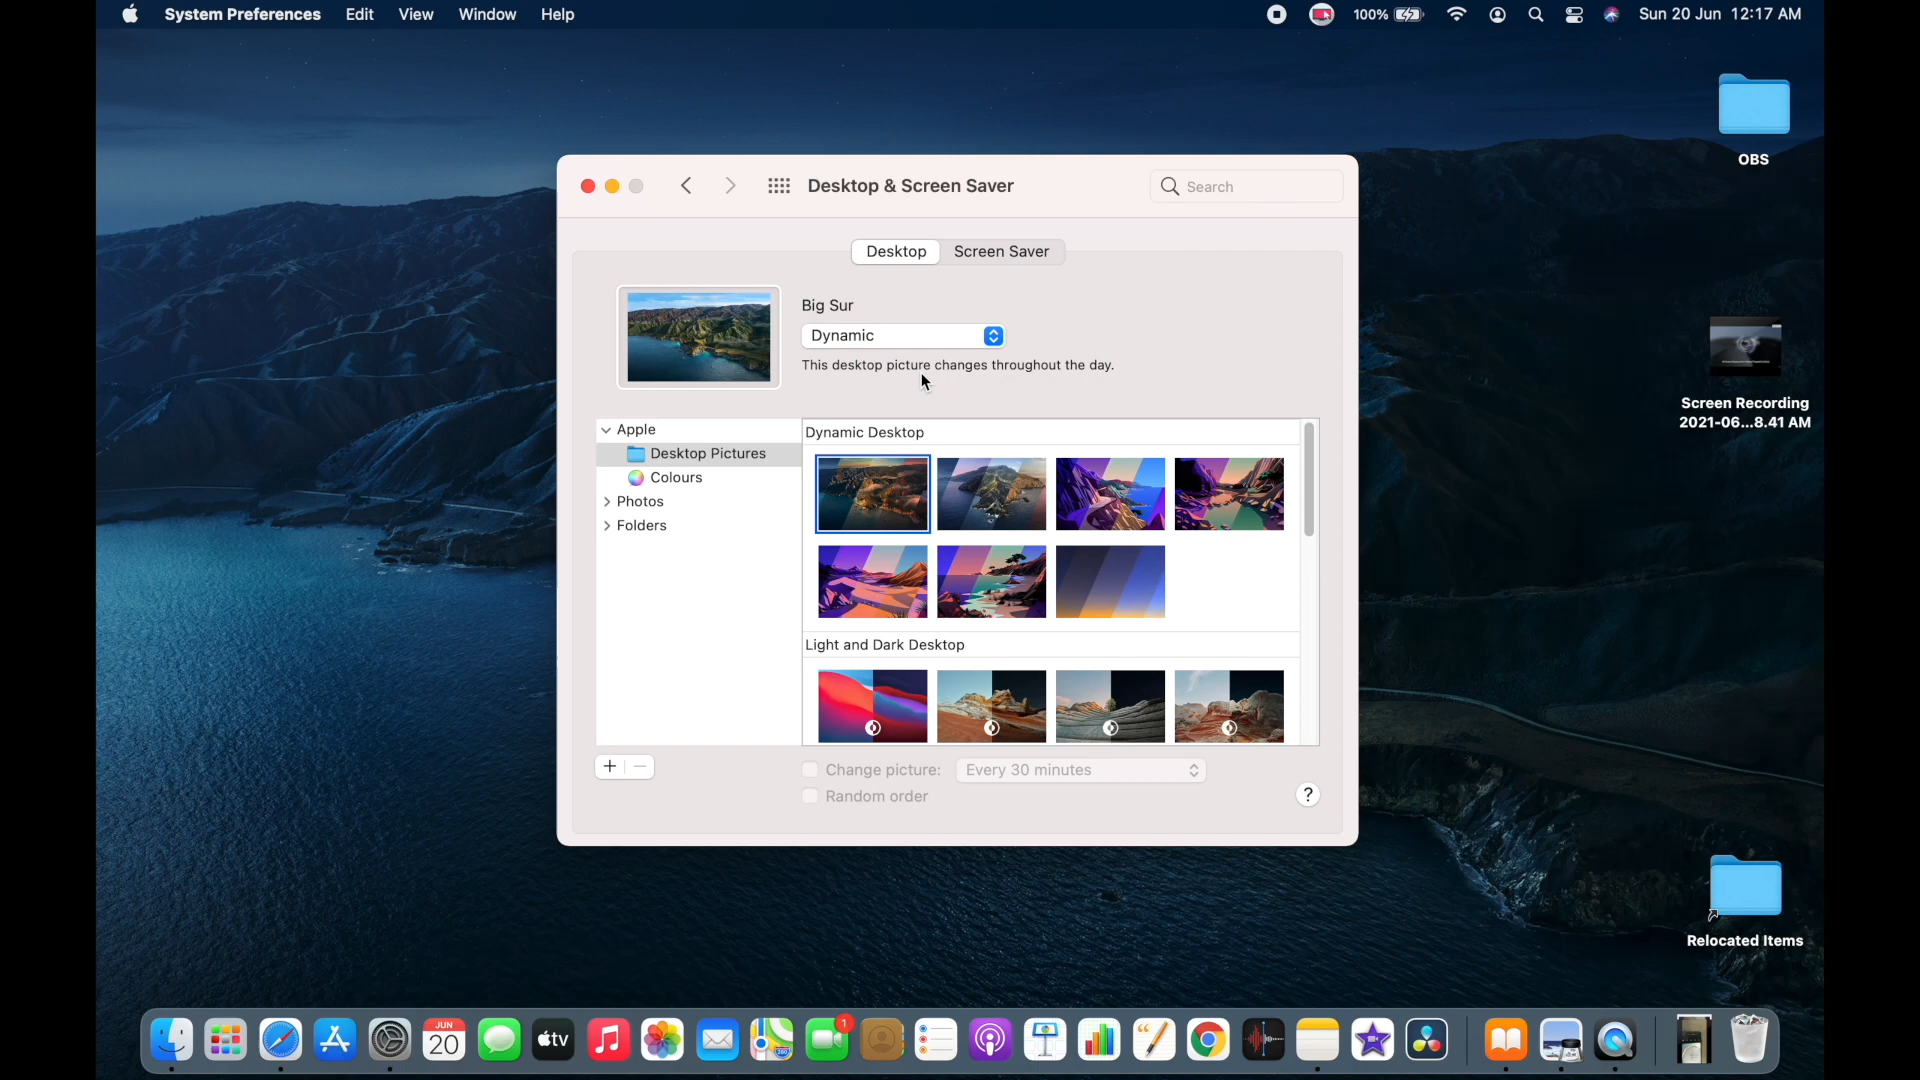 System Preferences Edit View Window Help 100% Sun 20 Jun 12:17 AM
OBS
Desktop & Screen Saver Search
Desktop Screen Saver
Big Sur
Dynamic
This desktop picture changes throughout the day.
Screen Recording
2021-06...8.41 AM
Apple
Desktop Pictures
Colours
Photos
Folders
Dynamic Desktop
Light and Dark Desktop
+ −
Change picture: Every 30 minutes
Random order
?
Relocated Items
JUN
20
tv
1